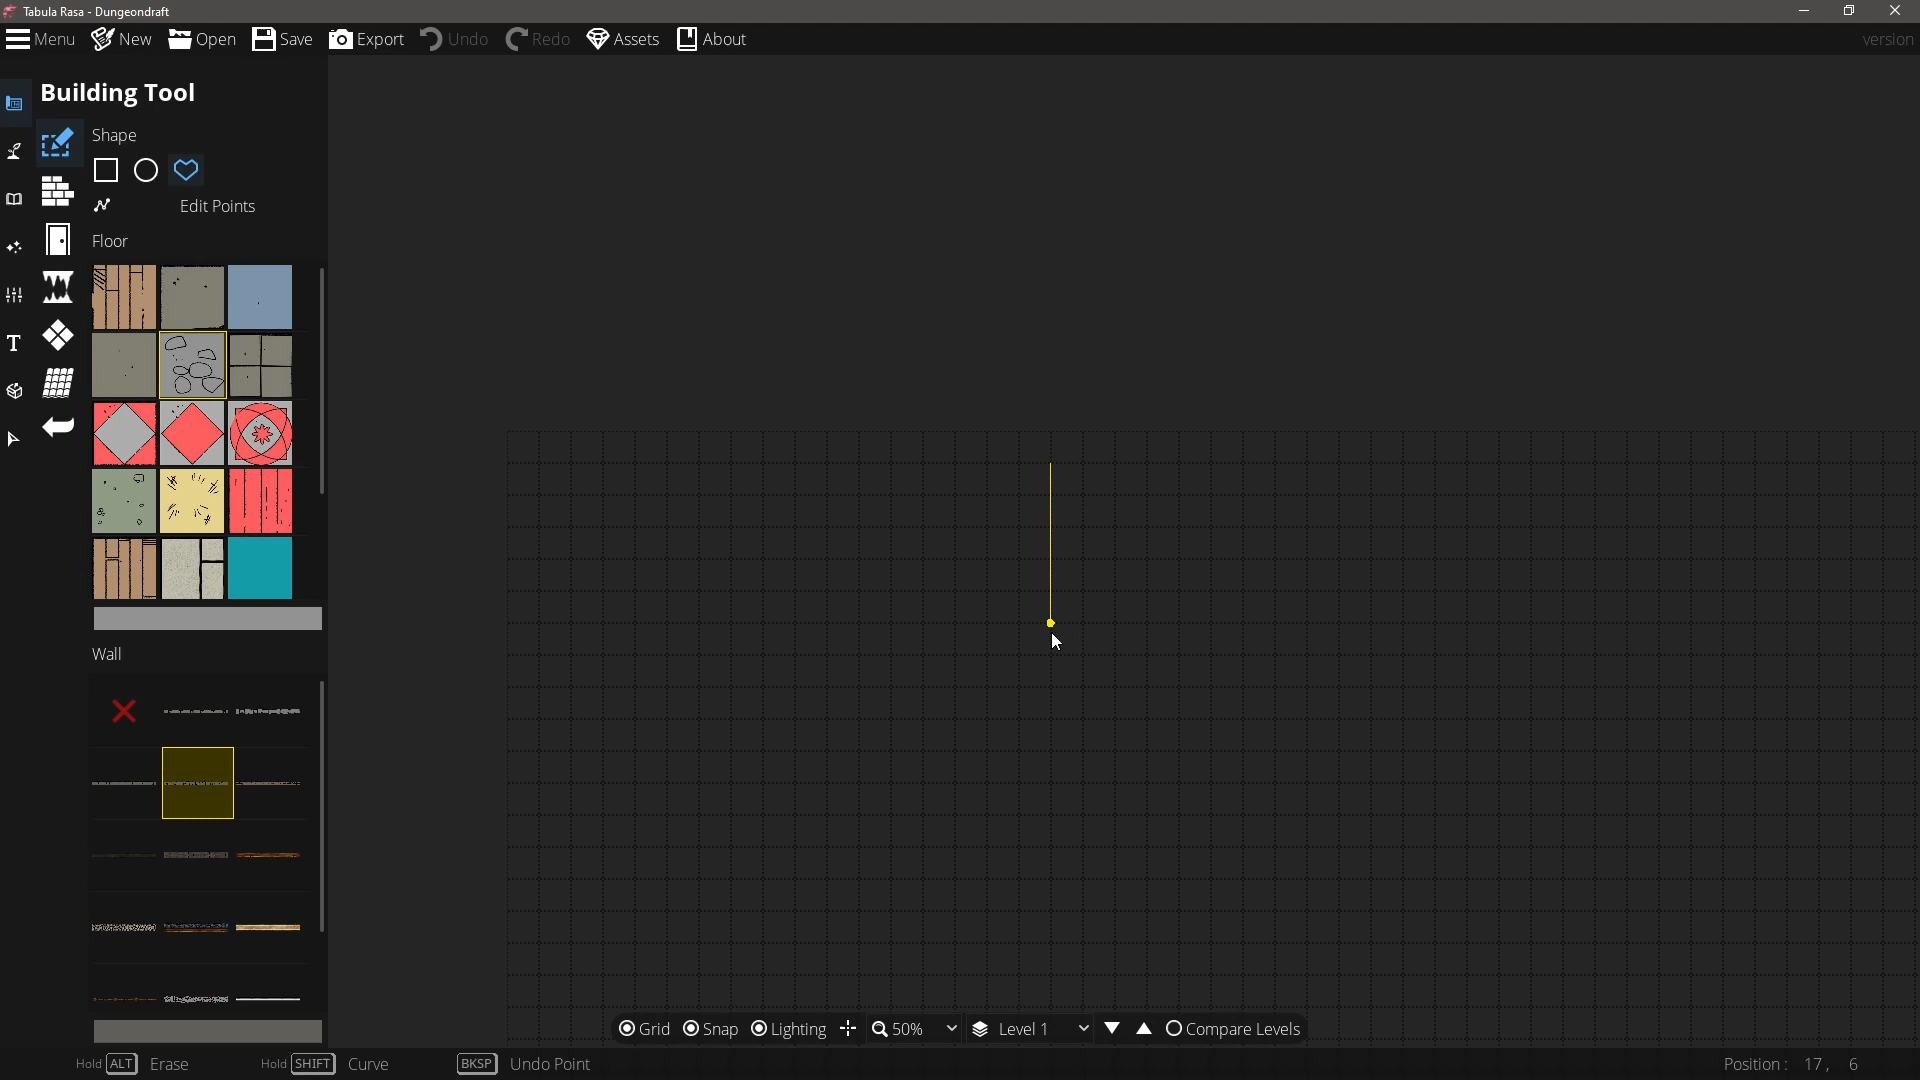 Tabula Rasa - Dungeondraft
Menu New Open Save Export Undo Redo Assets About version
Building Tool
Shape
Edit Points
Floor
Wall
Grid Snap Lighting 50% Level 1 Compare Levels
Hold ALT Erase Hold SHIFT Curve BKSP Undo Point Position : 17 , 6